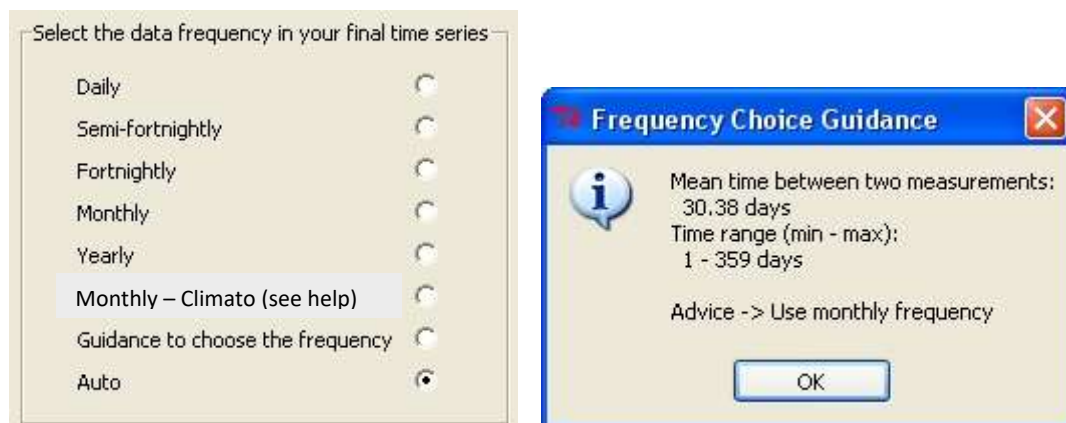 Select the data frequency in your final time series
Daily
Semi-fortnightly
Fortnightly
Monthly
Yearly
Monthly – Climato (see help)
Guidance to choose the frequency
Auto
Frequency Choice Guidance
Mean time between two measurements:
30.38 days
Time range (min - max):
1 - 359 days
Advice -> Use monthly frequency
OK